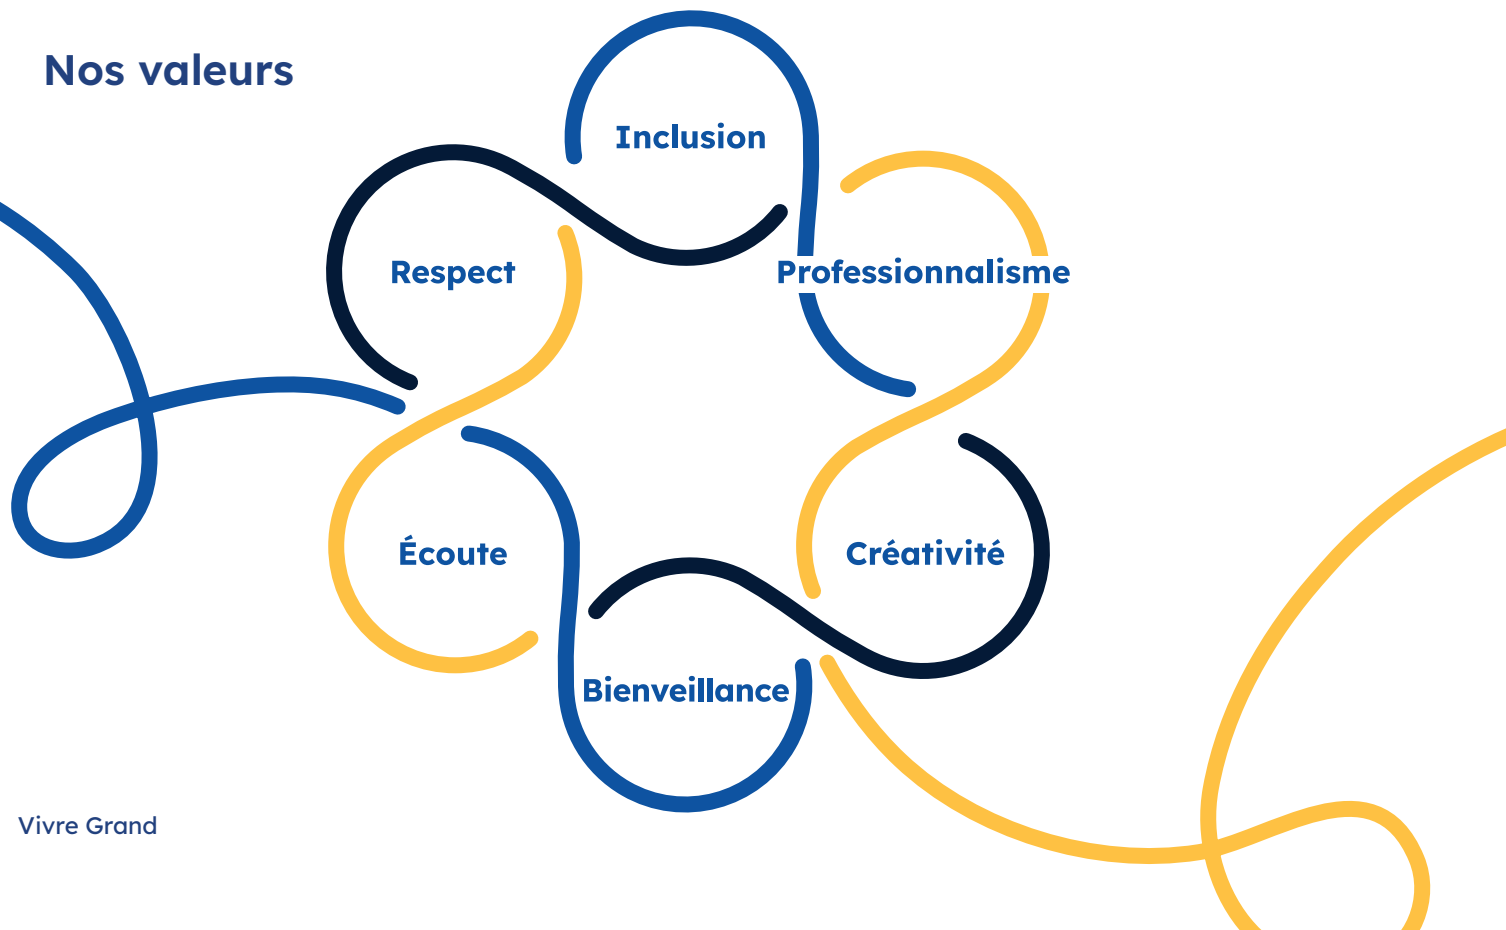 Nos valeurs
Inclusion
Respect
Professionnalisme
Écoute
Créativité
Bienveillance
Vivre Grand